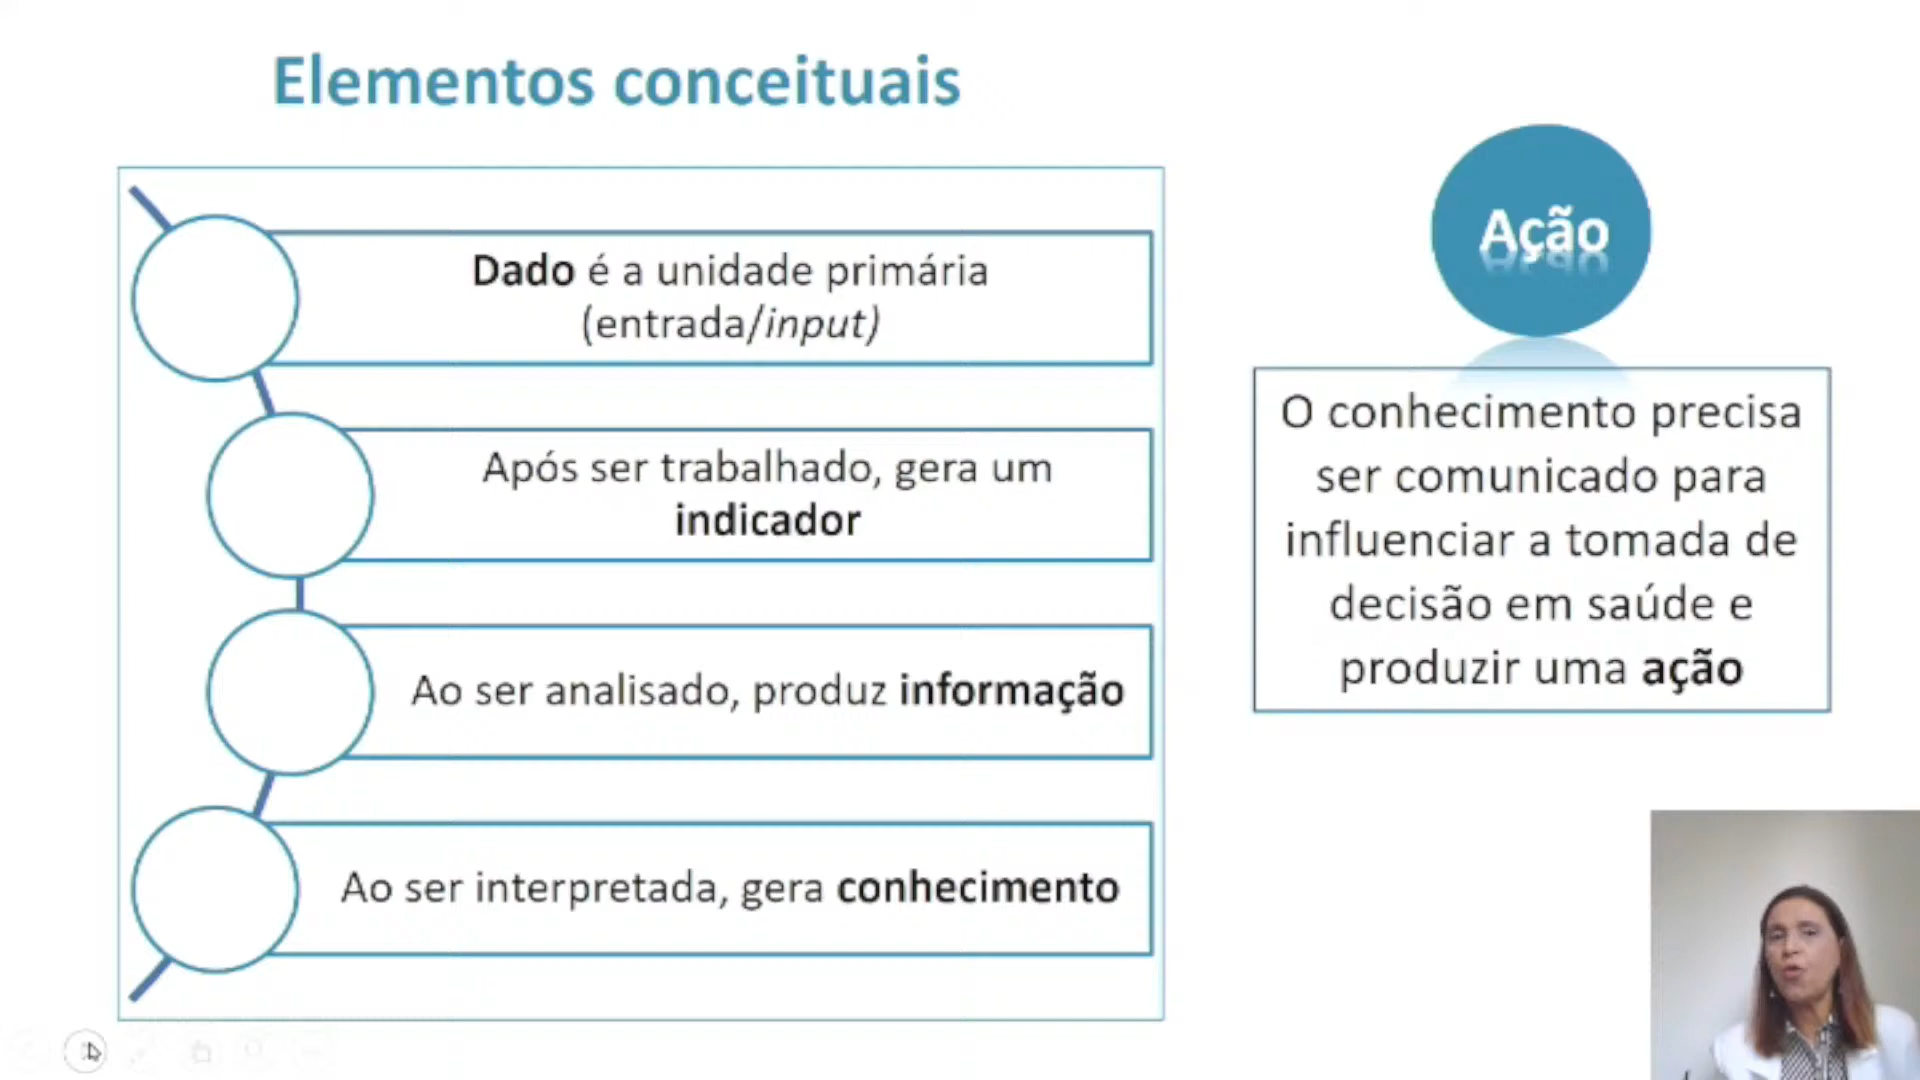 Elementos conceituais
Dado é a unidade primária
(entrada/input)
Após ser trabalhado, gera um
indicador
Ao ser analisado, produz informação
Ao ser interpretada, gera conhecimento
Ação
O conhecimento precisa
ser comunicado para
influenciar a tomada de
decisão em saúde e
produzir uma ação